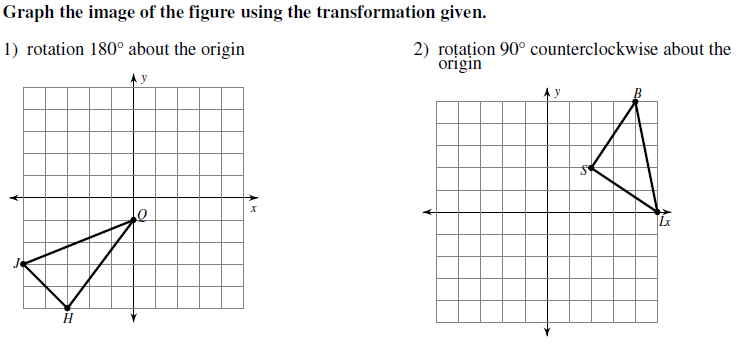 Graph the image of the figure using the transformation given.
1) rotation 180° about the origin
2) rotation 90° counterclockwise about the
origin
y
x
Q
J
H
y
B
S
L
x